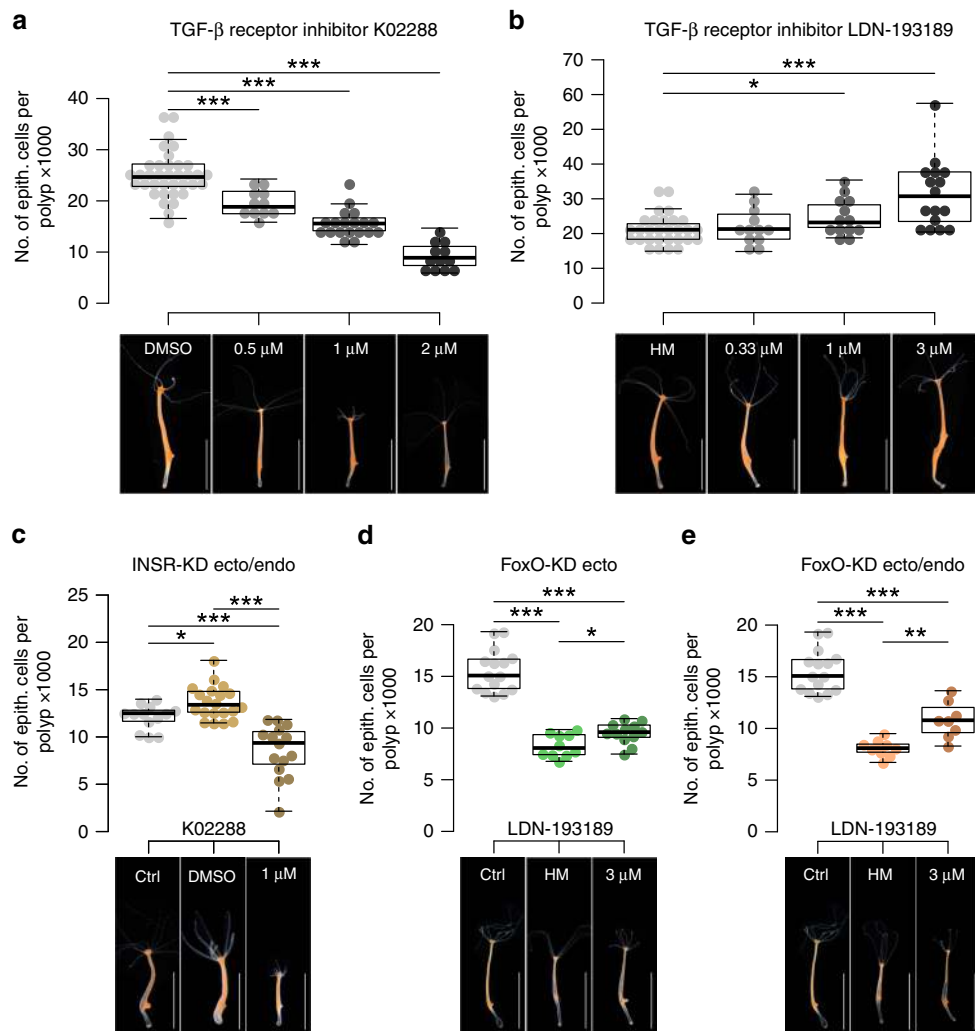 a
TGF-β receptor inhibitor K02288
No. of epith. cells per
polyp ×1000
40
30
20
10
0
***
***
***
DMSO
0.5 μM
1 μM
2 μM
b
TGF-β receptor inhibitor LDN-193189
No. of epith. cells per
polyp ×1000
70
60
20
30
20
10
0
***
*
HM
0.33 μM
1 μM
3 μM
c
INSR-KD ecto/endo
No. of epith. cells per
polyp ×1000
25
20
15
10
5
0
***
***
*
K02288
Ctrl
DMSO
1 μM
d
FoxO-KD ecto
No. of epith. cells per
polyp ×1000
20
15
10
5
0
***
***
*
LDN-193189
Ctrl
HM
3 μM
e
FoxO-KD ecto/endo
No. of epith. cells per
polyp ×1000
20
15
10
5
0
***
***
**
LDN-193189
Ctrl
HM
3 μM